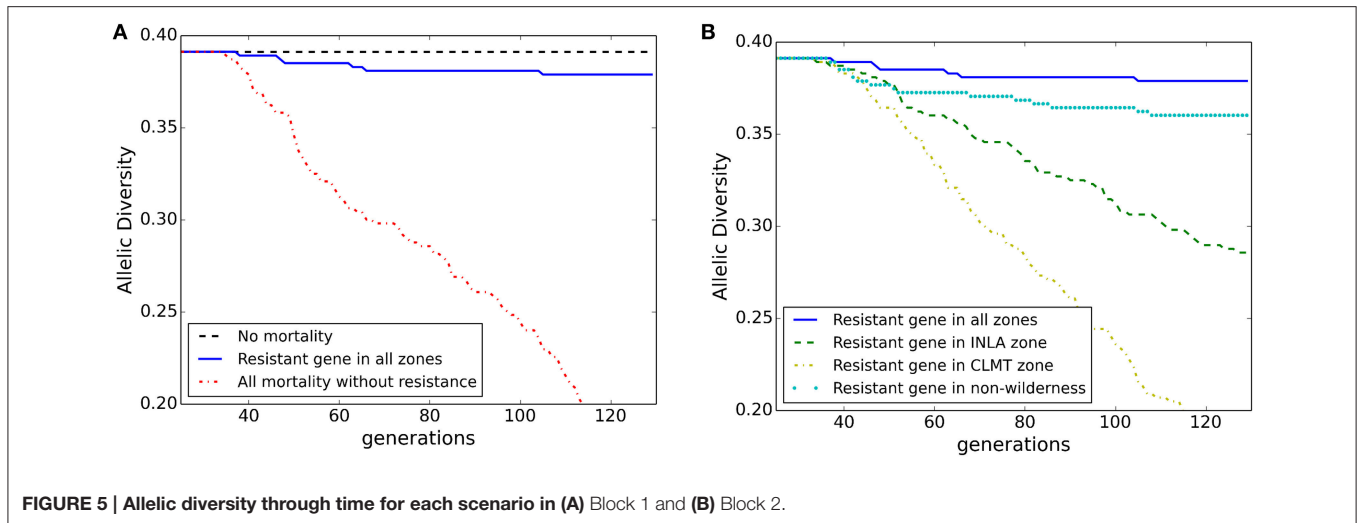 A
0.40
0.35
0.30
0.25
0.20
Allelic Diversity
No mortality
Resistant gene in all zones
All mortality without resistance
40
60
80
100
120
generations
B
0.40
0.35
0.30
0.25
0.20
Allelic Diversity
Resistant gene in all zones
Resistant gene in INLA zone
Resistant gene in CLMT zone
Resistant gene in non-wilderness
40
60
80
100
120
generations
FIGURE 5 | Allelic diversity through time for each scenario in (A) Block 1 and (B) Block 2.